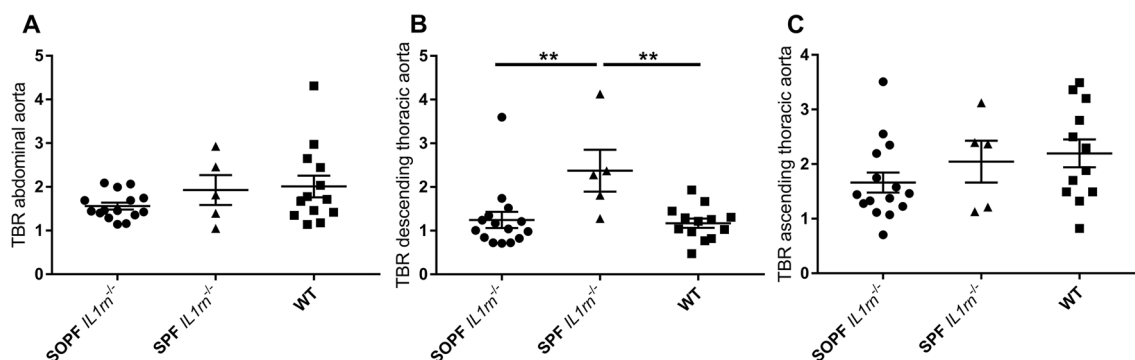 A
TBR abdominal aorta
5
4
3
2
1
0
SOPF IL1rn-/-
SPF IL1rn-/-
WT
B
TBR descending thoracic aorta
5
4
3
2
1
0
**
**
SOPF IL1rn-/-
SPF IL1rn-/-
WT
C
TBR ascending thoracic aorta
4
3
2
1
0
SOPF IL1rn-/-
SPF IL1rn-/-
WT